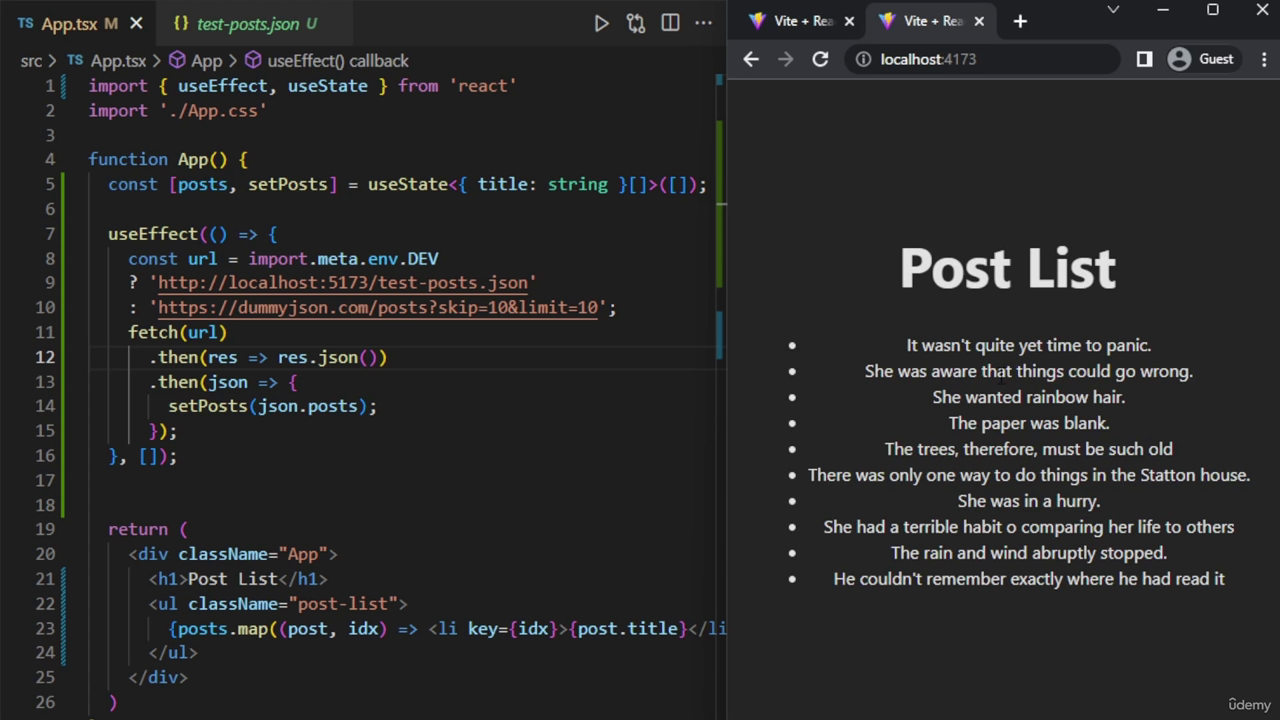 App.tsx M
test-posts.json U
src > App.tsx > App > useEffect() callback
1 import { useEffect, useState } from 'react'
2 import './App.css'
3
4 function App() {
5 const [posts, setPosts] = useState<{ title: string }[]>([]);
6
7 useEffect(() => {
8 const url = import.meta.env.DEV
9 ? 'http://localhost:5173/test-posts.json'
10 : 'https://dummyjson.com/posts?skip=10&limit=10';
11 fetch(url)
12 .then(res => res.json())
13 .then(json => {
14 setPosts(json.posts);
15 });
16 }, []);
17
18
19 return (
20 <div className="App">
21 <h1>Post List</h1>
22 <ul className="post-list">
23 {posts.map((post, idx) => <li key={idx}>{post.title}</li
24 </ul>
25 </div>
26 )
Vite + Rea
Vite + Rea
localhost:4173
Guest
Post List
It wasn't quite yet time to panic.
She was aware that things could go wrong.
She wanted rainbow hair.
The paper was blank.
The trees, therefore, must be such old
There was only one way to do things in the Statton house.
She was in a hurry.
She had a terrible habit o comparing her life to others
The rain and wind abruptly stopped.
He couldn't remember exactly where he had read it
ûdemy